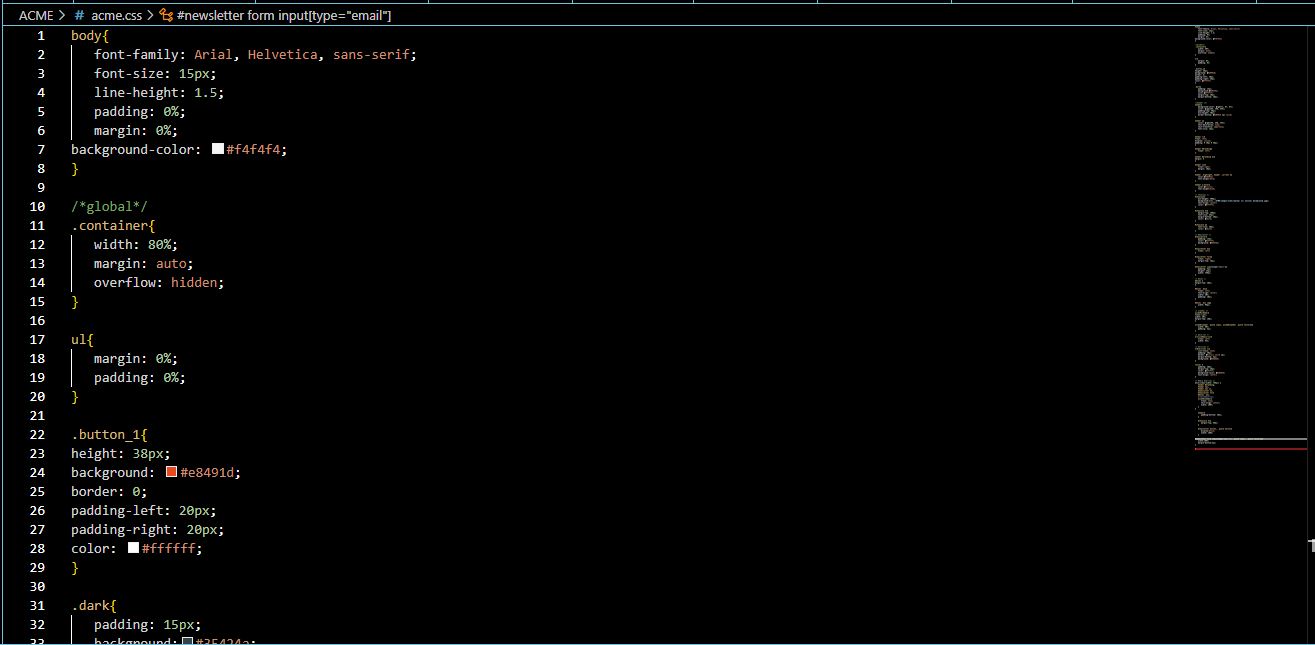 ACME > # acme.css > #newsletter form input[type="email"]
1 body{
2 font-family: Arial, Helvetica, sans-serif;
3 font-size: 15px;
4 line-height: 1.5;
5 padding: 0%;
6 margin: 0%;
7 background-color: #f4f4f4;
8 }
9
10 /*global*/
11 .container{
12 width: 80%;
13 margin: auto;
14 overflow: hidden;
15 }
16
17 ul{
18 margin: 0%;
19 padding: 0%;
20 }
21
22 .button_1{
23 height: 38px;
24 background: #e8491d;
25 border: 0;
26 padding-left: 20px;
27 padding-right: 20px;
28 color: #ffffff;
29 }
30
31 .dark{
32 padding: 15px;
33 background: #35424a;